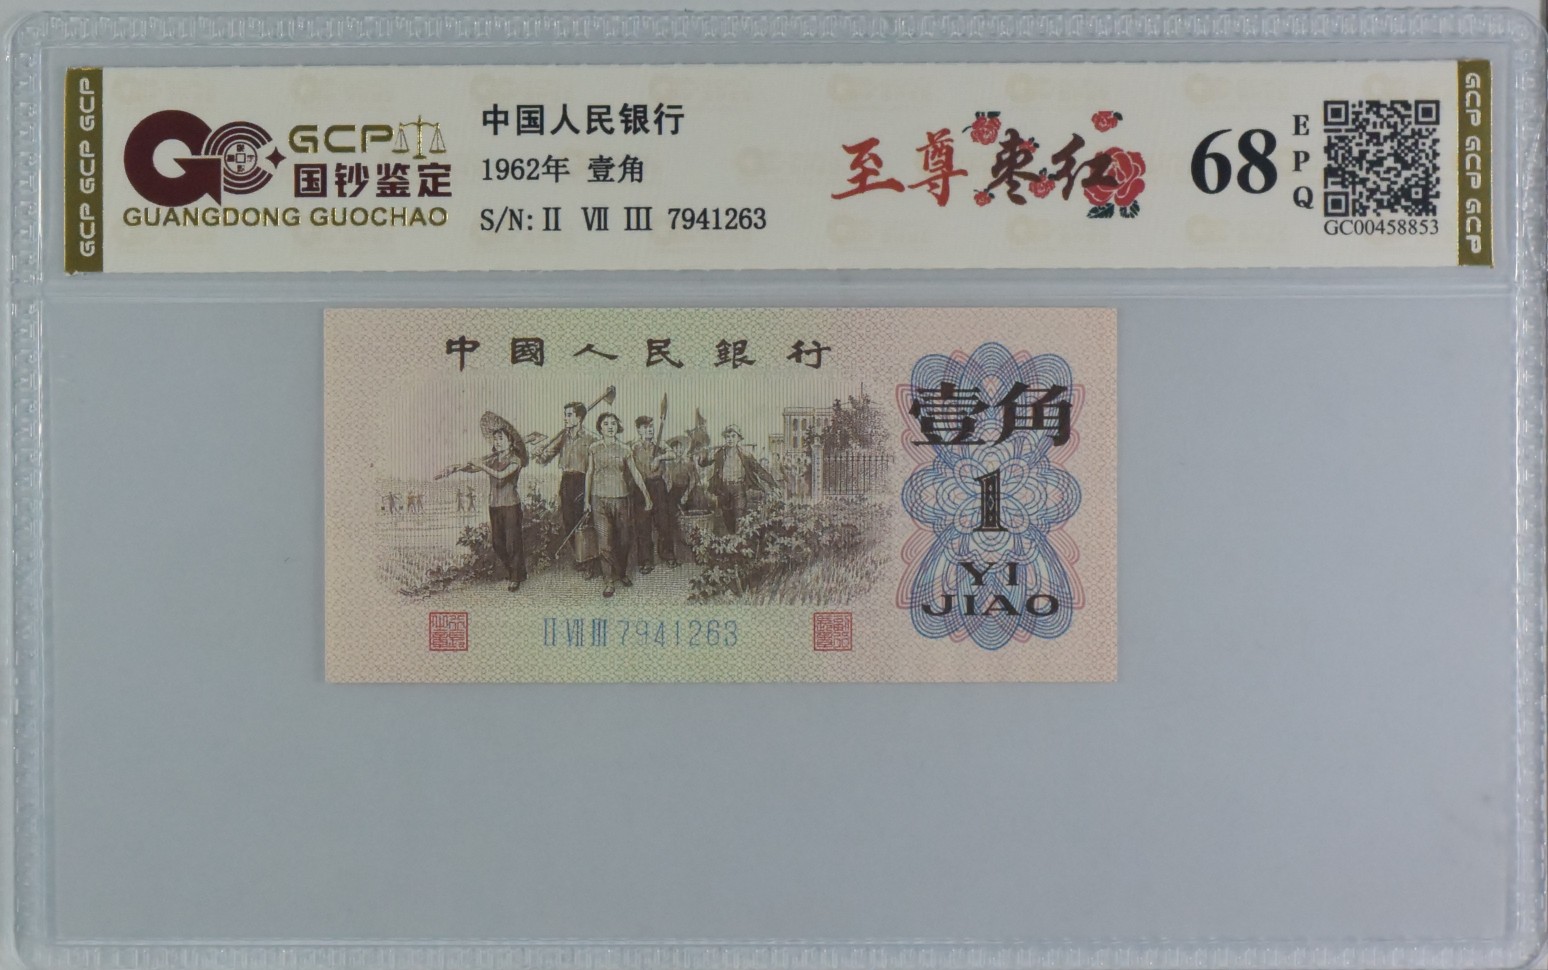 GCP GCP GCP
GCP
国钞鉴定
GUANGDONG GUOCHAO
中国人民银行
1962年 壹角
S/N: II VII III 7941263
至尊枣红
68
EPQ
GC00458853
GCP GCP GCP
中國人民銀行
壹角
1
YI
JIAO
II VII III 7941263